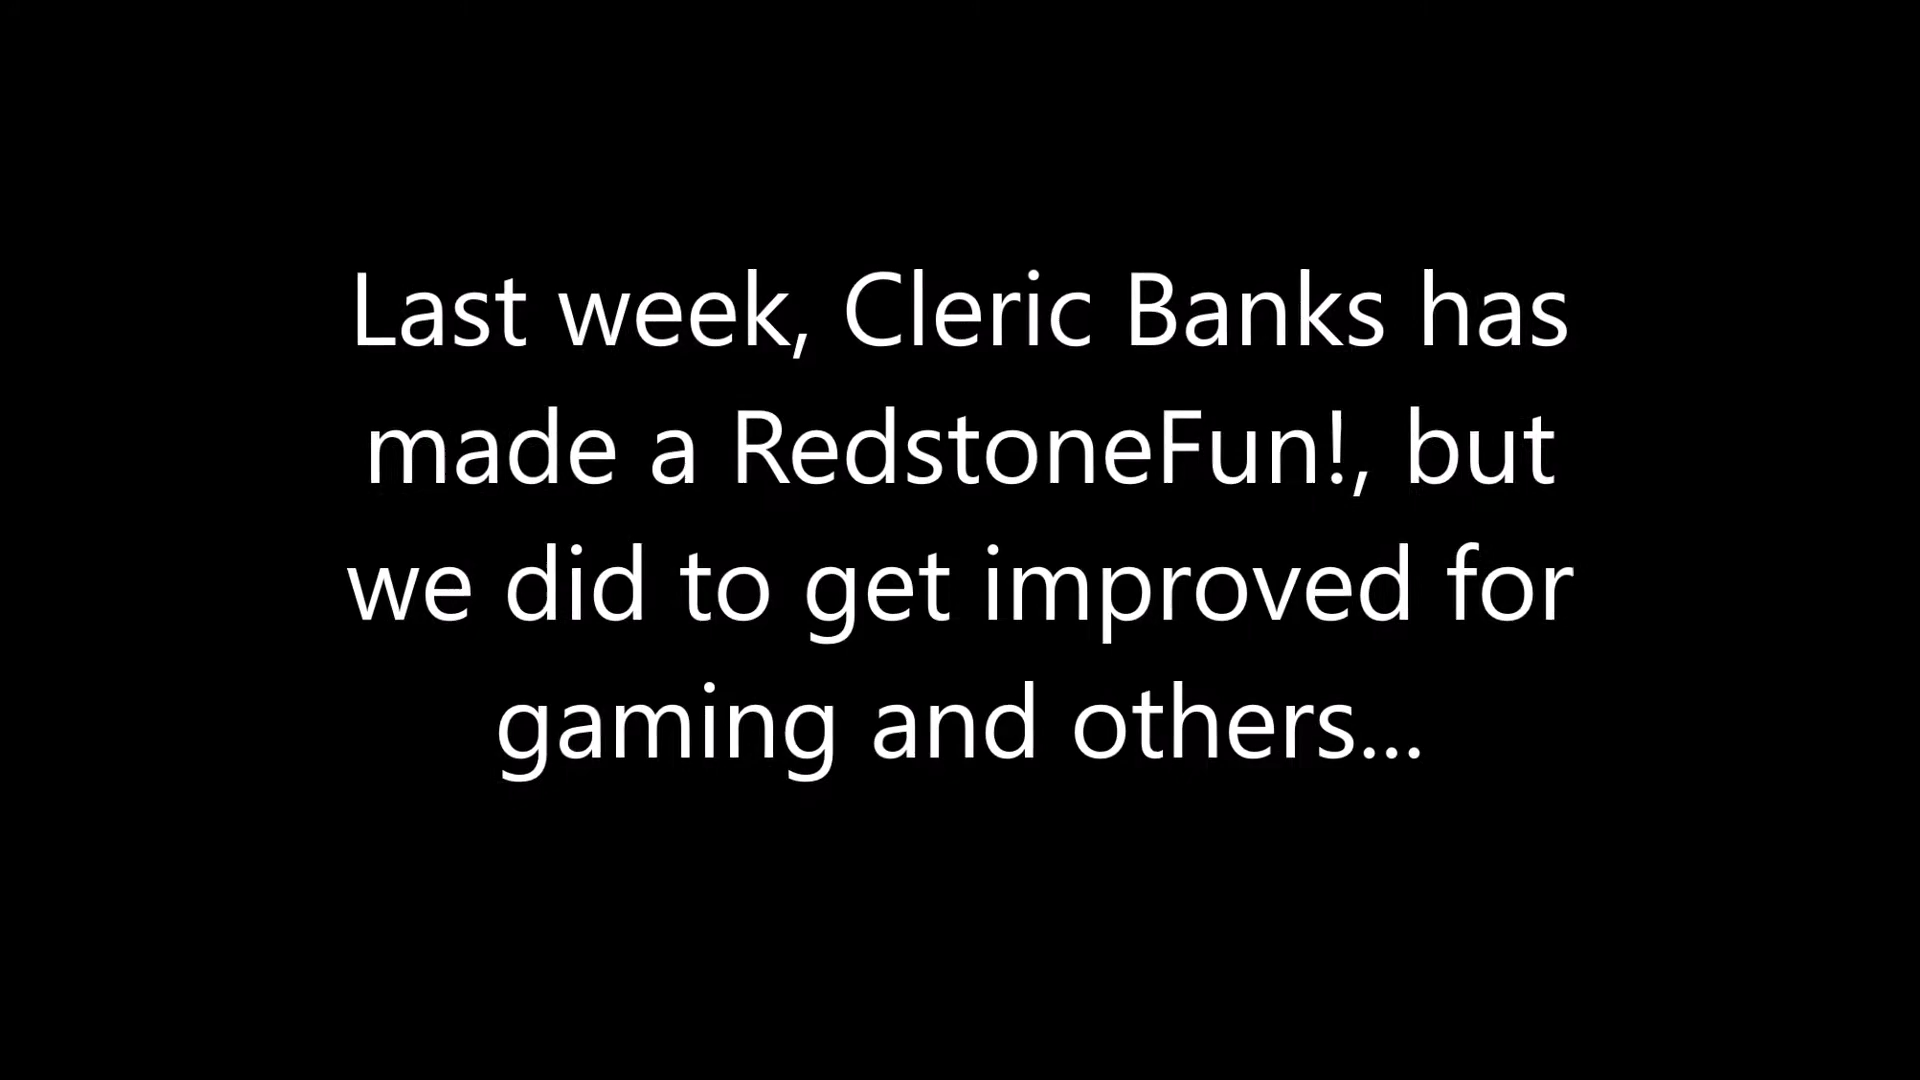 Last week, Cleric Banks has
made a RedstoneFun!, but
we did to get improved for
gaming and others...